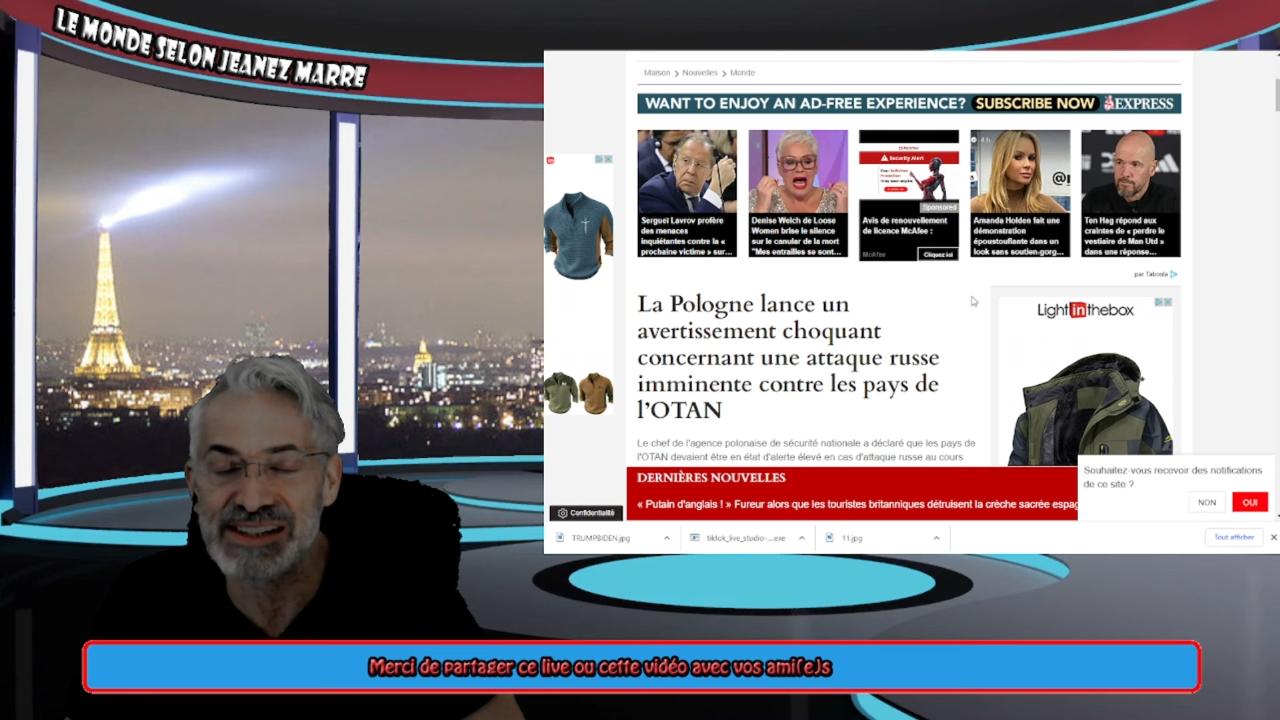 LE MONDE SELON JEANEZ MARRE
Maison > Nouvelles > Monde
WANT TO ENJOY AN AD-FREE EXPERIENCE? SUBSCRIBE NOW EXPRESS
Sergueï Lavrov profère
des menaces
inquiétantes contre la «
prochaine victime » sur...
Denise Welch de Loose
Women brise le silence
sur le canular de la mort
"Mes entrailles se sont...
Security Alert
Sponsored
Avis de renouvellement
de licence McAfee :
McAfee
Cliquez ici
4 h
Amanda Holden fait une
démonstration
époustouflante dans un
look sans soutien-gorg...
Ten Hag répond aux
craintes de « perdre le
vestiaire de Man Utd »
dans une réponse...
par Taboola
La Pologne lance un
avertissement choquant
concernant une attaque russe
imminente contre les pays de
l'OTAN
Le chef de l'agence polonaise de sécurité nationale a déclaré que les pays de
l'OTAN devaient être en état d'alerte élevé en cas d'attaque russe au cours
Lightinthebox
DERNIÈRES NOUVELLES
« Putain d'anglais ! » Fureur alors que les touristes britanniques détruisent la crèche sacrée espag
Souhaitez-vous recevoir des notifications
de ce site ?
NON
OUI
Confidentialité
TRUMPBIDEN.jpg
tiktok_live_studio-....exe
11.jpg
Tout afficher
Merci de partager ce live ou cette vidéo avec vos ami(e)s